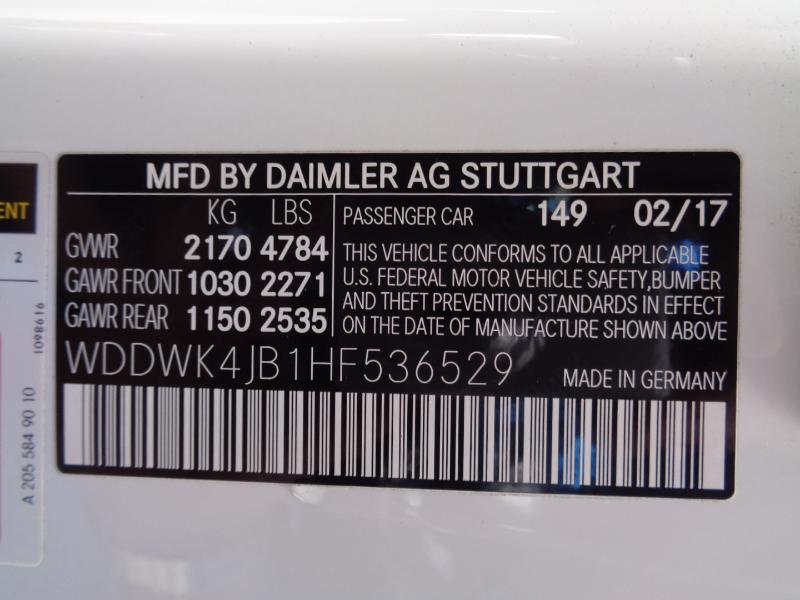 MFD BY DAIMLER AG STUTTGART
KG LBS
GVWR 2170 4784
GAWR FRONT 1030 2271
GAWR REAR 1150 2535
PASSENGER CAR 149 02/17
THIS VEHICLE CONFORMS TO ALL APPLICABLE
U.S. FEDERAL MOTOR VEHICLE SAFETY,BUMPER
AND THEFT PREVENTION STANDARDS IN EFFECT
ON THE DATE OF MANUFACTURE SHOWN ABOVE
WDDWK4JB1HF536529
MADE IN GERMANY
2
1098616
A 205 584 90 10